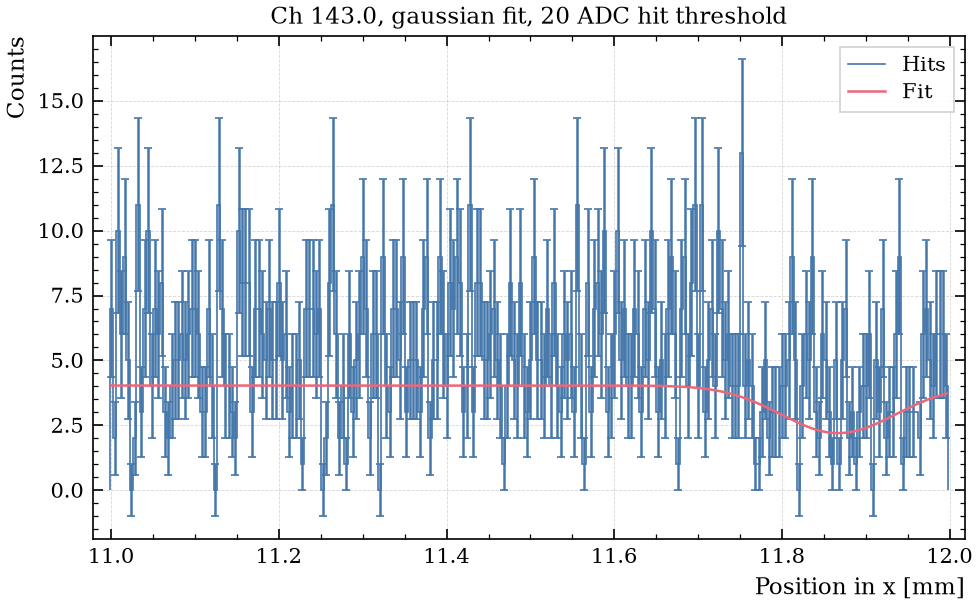 Ch 143.0, gaussian fit, 20 ADC hit threshold
Counts
Hits
Fit
15.0
12.5
10.0
7.5
5.0
2.5
0.0
11.0 11.2 11.4 11.6 11.8 12.0
Position in x [mm]